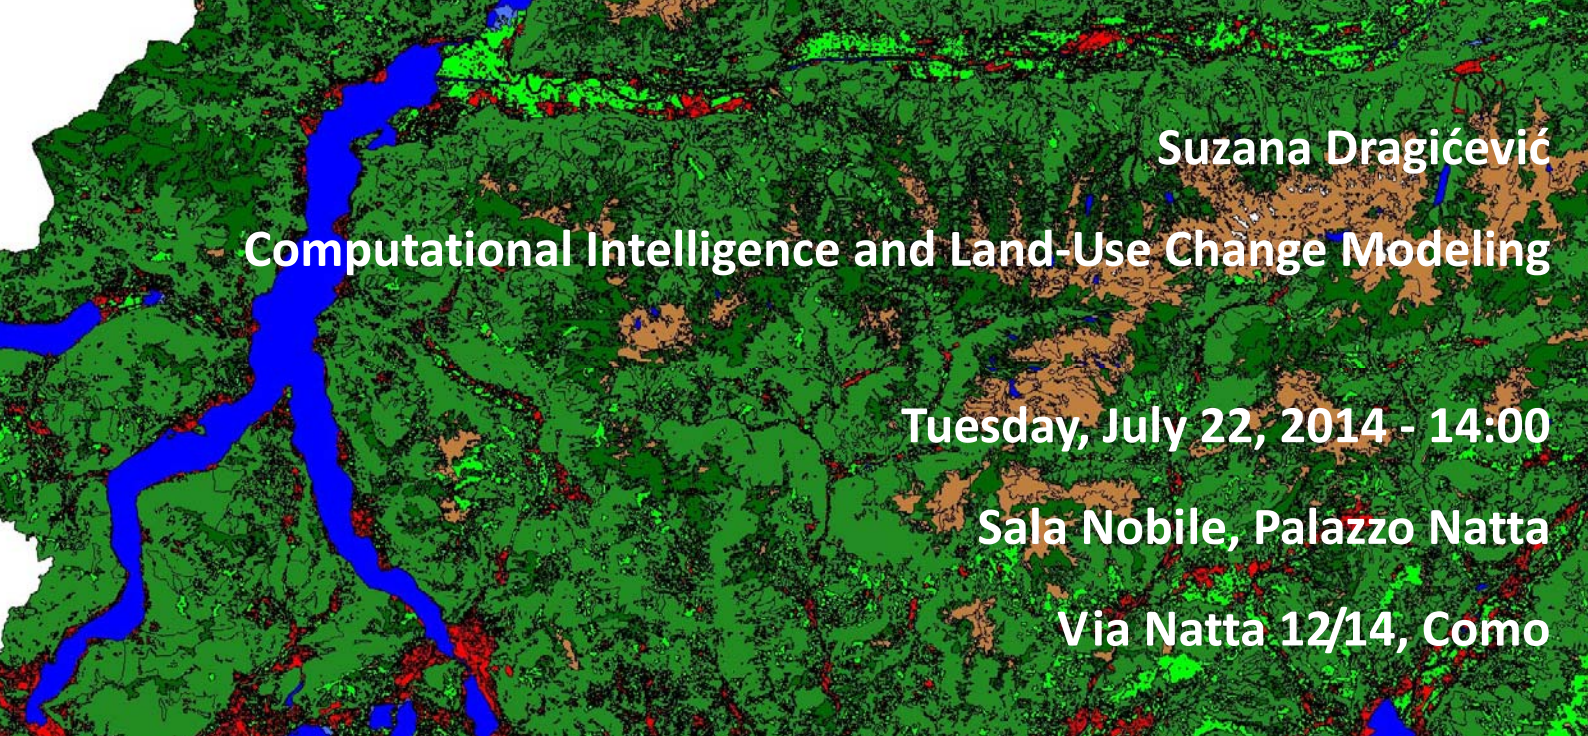 Suzana Dragićević
Computational Intelligence and Land-Use Change Modeling
Tuesday, July 22, 2014 - 14:00
Sala Nobile, Palazzo Natta
Via Natta 12/14, Como